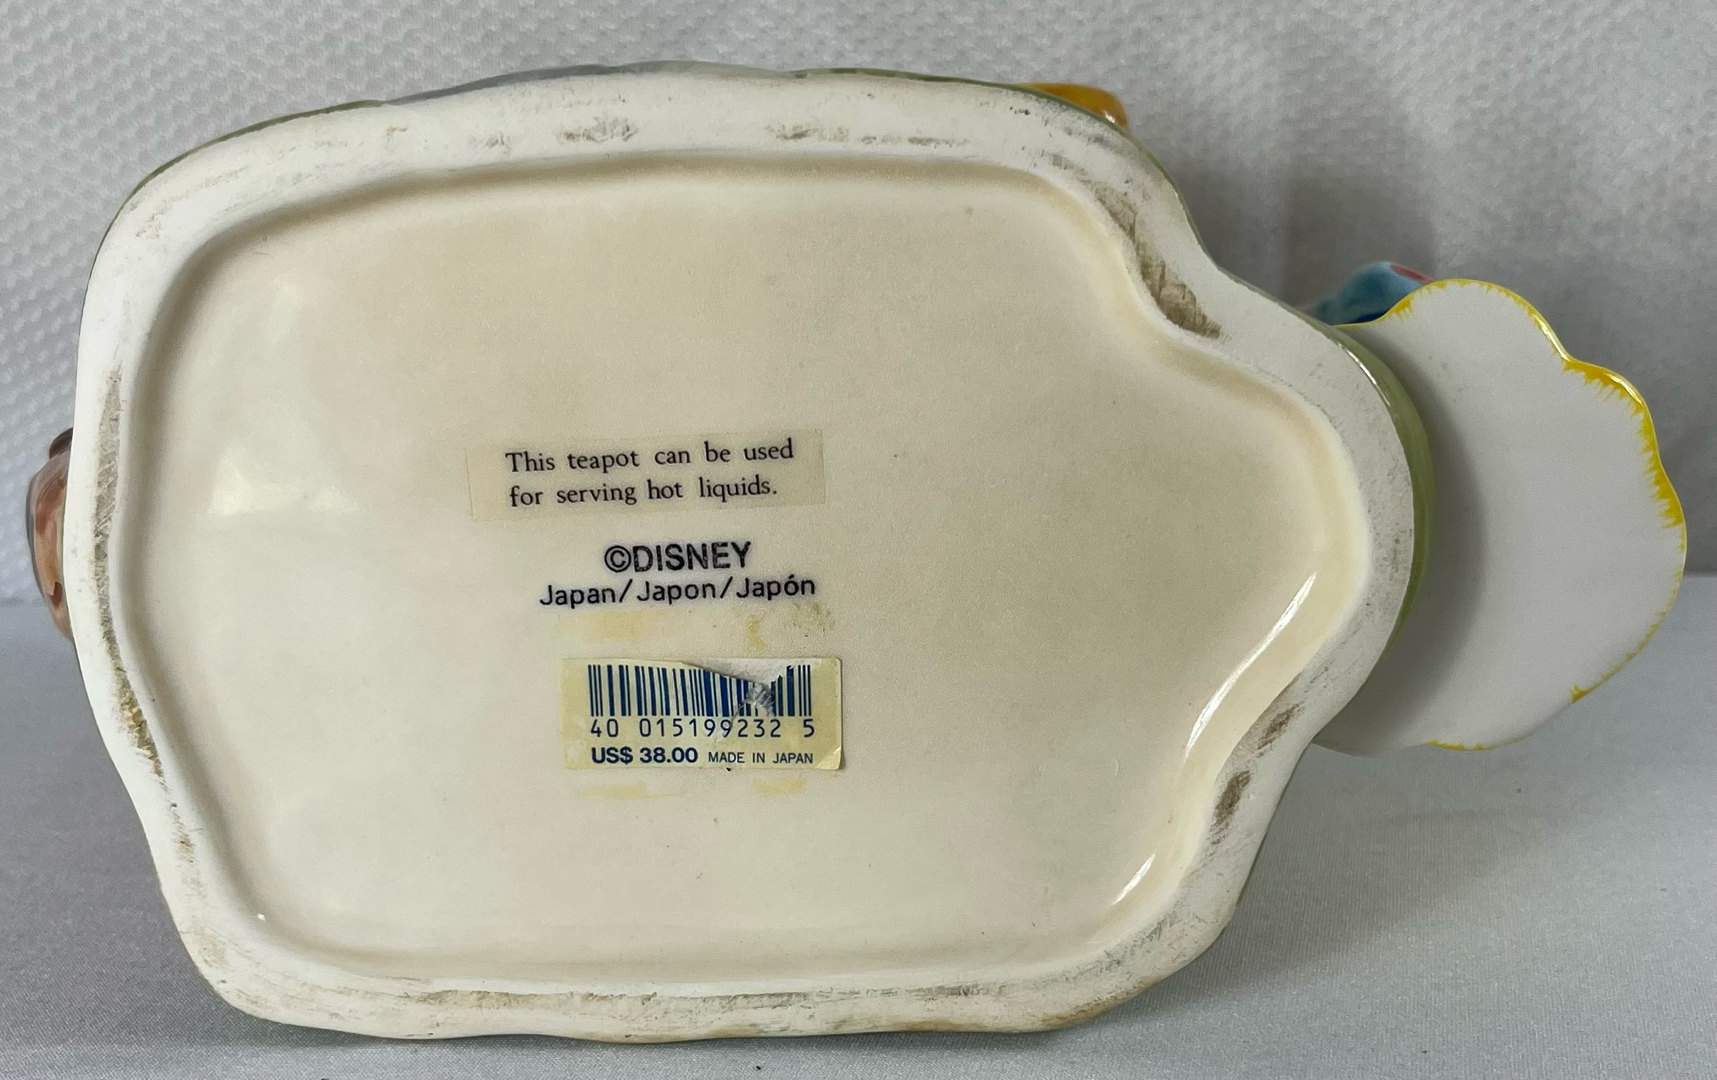 This teapot can be used
for serving hot liquids.
©DISNEY
Japan/Japon/Japón
40 015199232 5
US$ 38.00 MADE IN JAPAN